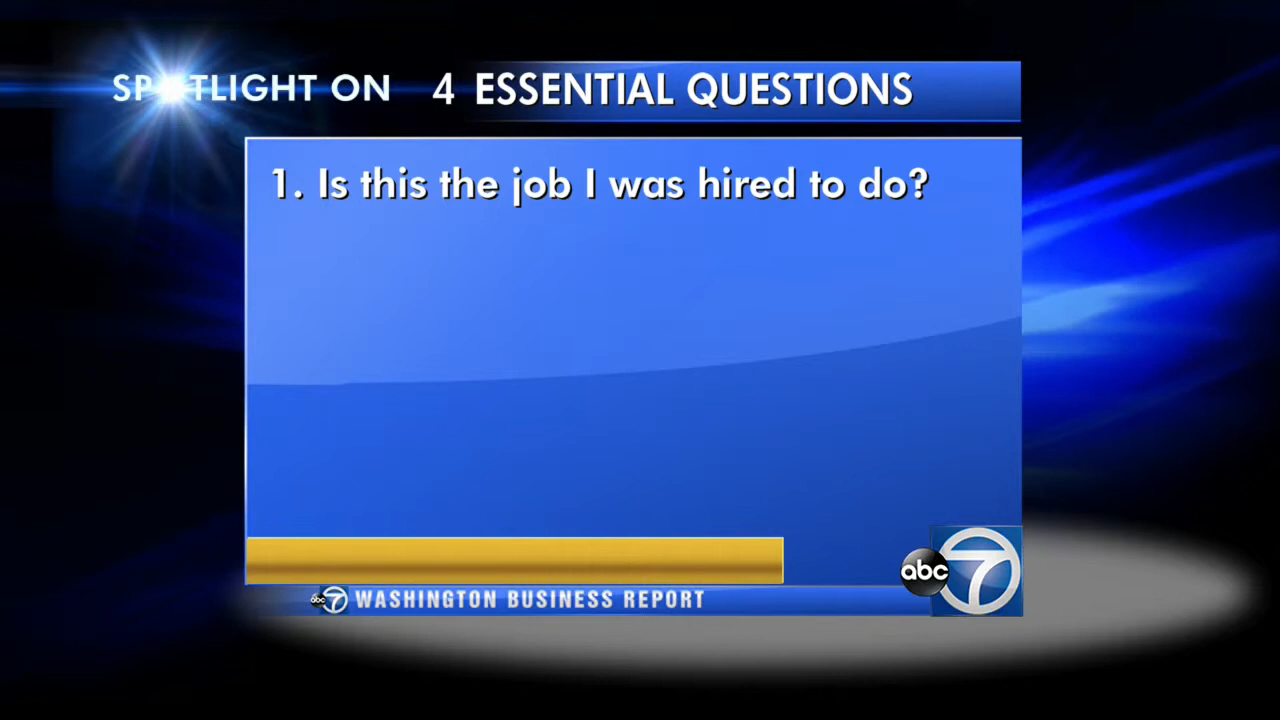 SPOTLIGHT ON 4 ESSENTIAL QUESTIONS
1. Is this the job I was hired to do?
abc 7
abc 7 WASHINGTON BUSINESS REPORT